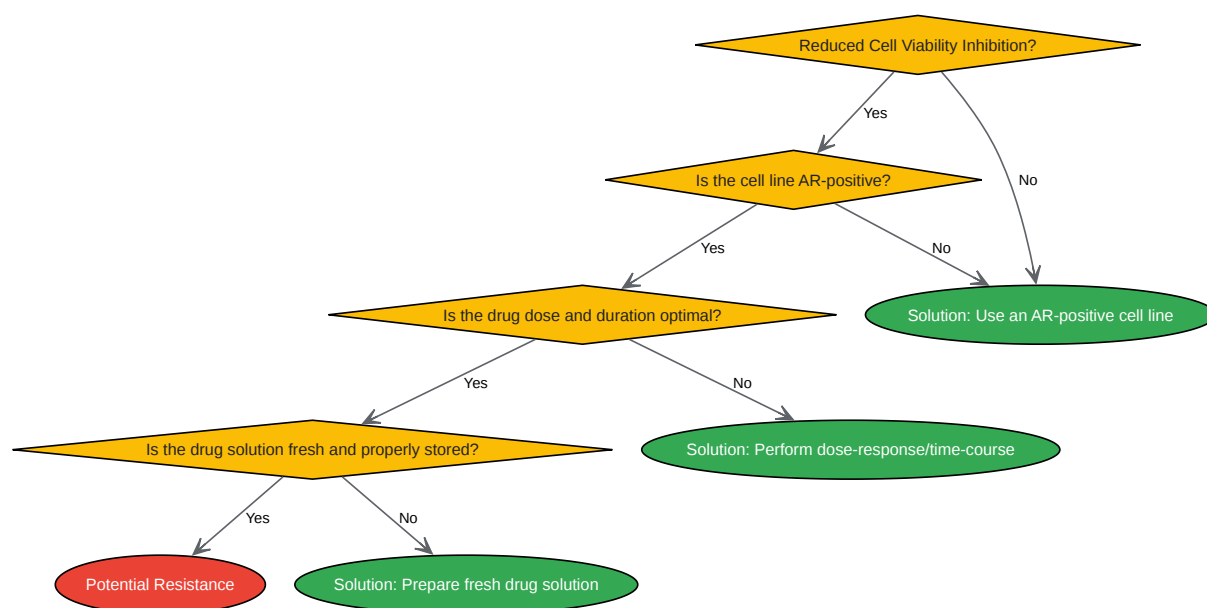 Reduced Cell Viability Inhibition?
Yes
Is the cell line AR-positive?
No
Yes
No
Is the drug dose and duration optimal?
Solution: Use an AR-positive cell line
Yes
No
Is the drug solution fresh and properly stored?
Solution: Perform dose-response/time-course
Yes
No
Potential Resistance
Solution: Prepare fresh drug solution